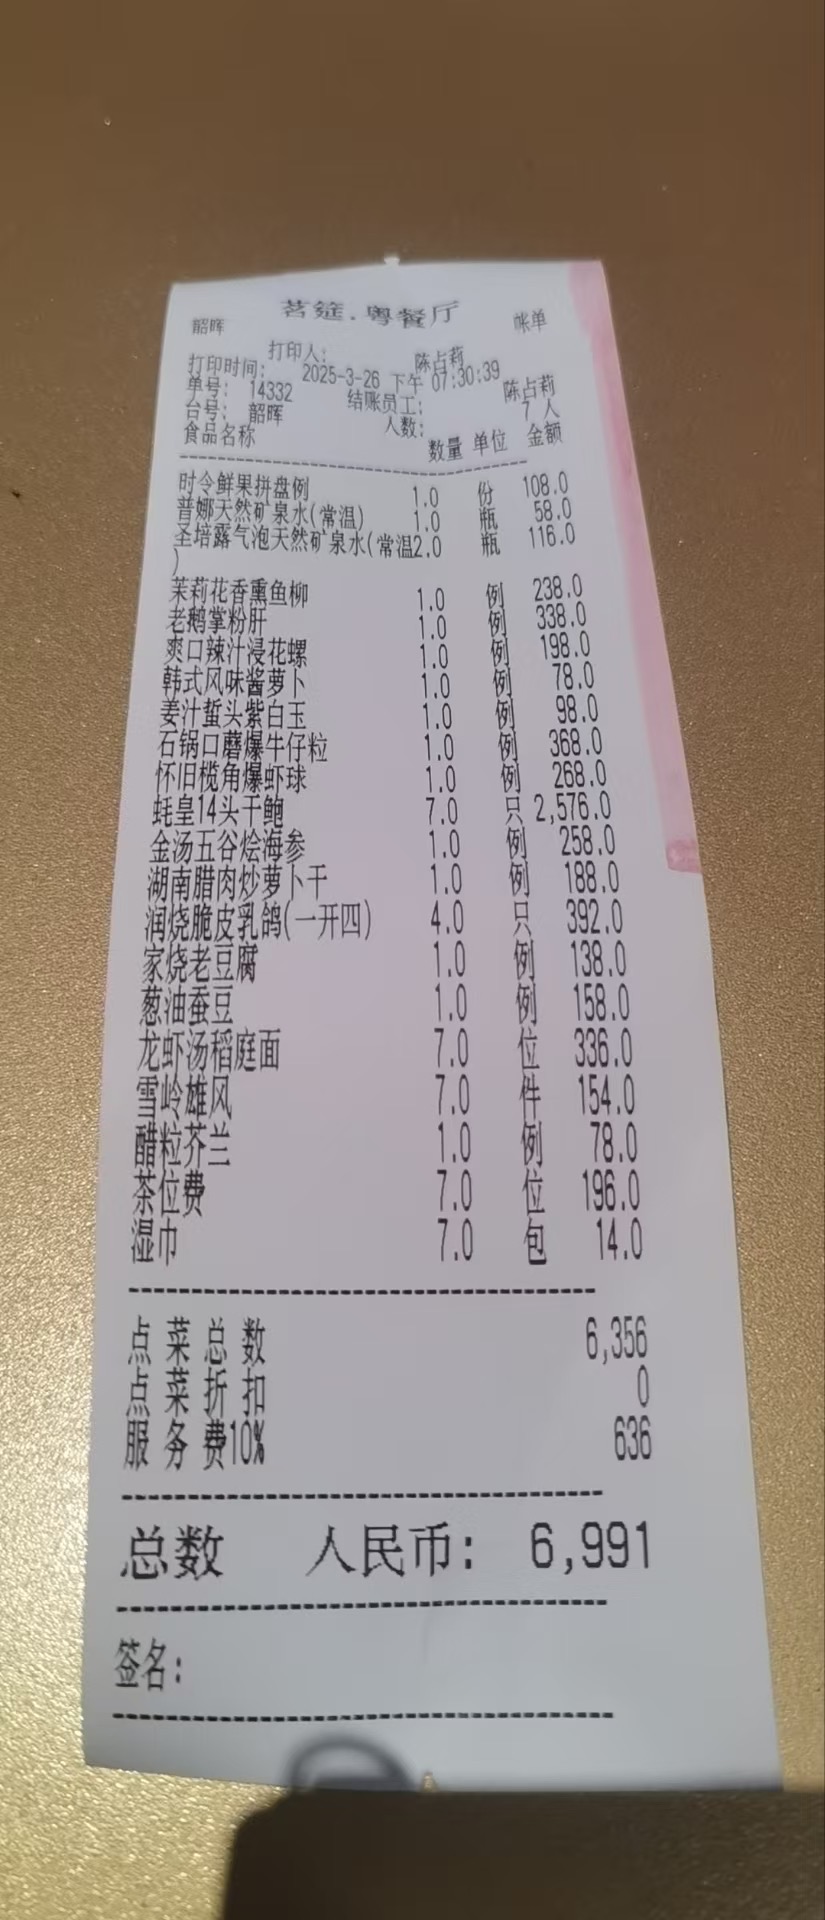 茗筵.粤餐厅
韶晖 帐单
打印人: 陈占莉
打印时间: 2025-3-26 下午 07:30:39
单号: 14332 结账员工: 陈占莉
台号: 韶晖 人数: 7 人
食品名称 数量 单位 金额
时令鲜果拼盘例 1.0 份 108.0
普娜天然矿泉水(常温) 1.0 瓶 58.0
圣培露气泡天然矿泉水(常温2.0 瓶 116.0
)
茉莉花香熏鱼柳 1.0 例 238.0
老鹅掌粉肝 1.0 例 338.0
爽口辣汁浸花螺 1.0 例 198.0
韩式风味酱萝卜 1.0 例 78.0
姜汁蜇头紫白玉 1.0 例 98.0
石锅口蘑爆牛仔粒 1.0 例 368.0
怀旧榄角爆虾球 1.0 例 268.0
蚝皇14头干鲍 7.0 只 2,576.0
金汤五谷烩海参 1.0 例 258.0
湖南腊肉炒萝卜干 1.0 例 188.0
润烧脆皮乳鸽(一开四) 4.0 只 392.0
家烧老豆腐 1.0 例 138.0
葱油蚕豆 1.0 例 158.0
龙虾汤稻庭面 7.0 位 336.0
雪岭雄风 7.0 件 154.0
醋粒芥兰 1.0 例 78.0
茶位费 7.0 位 196.0
湿巾 7.0 包 14.0
点菜总数 6,356
点菜折扣 0
服务费10% 636
总数 人民币: 6,991
签名: